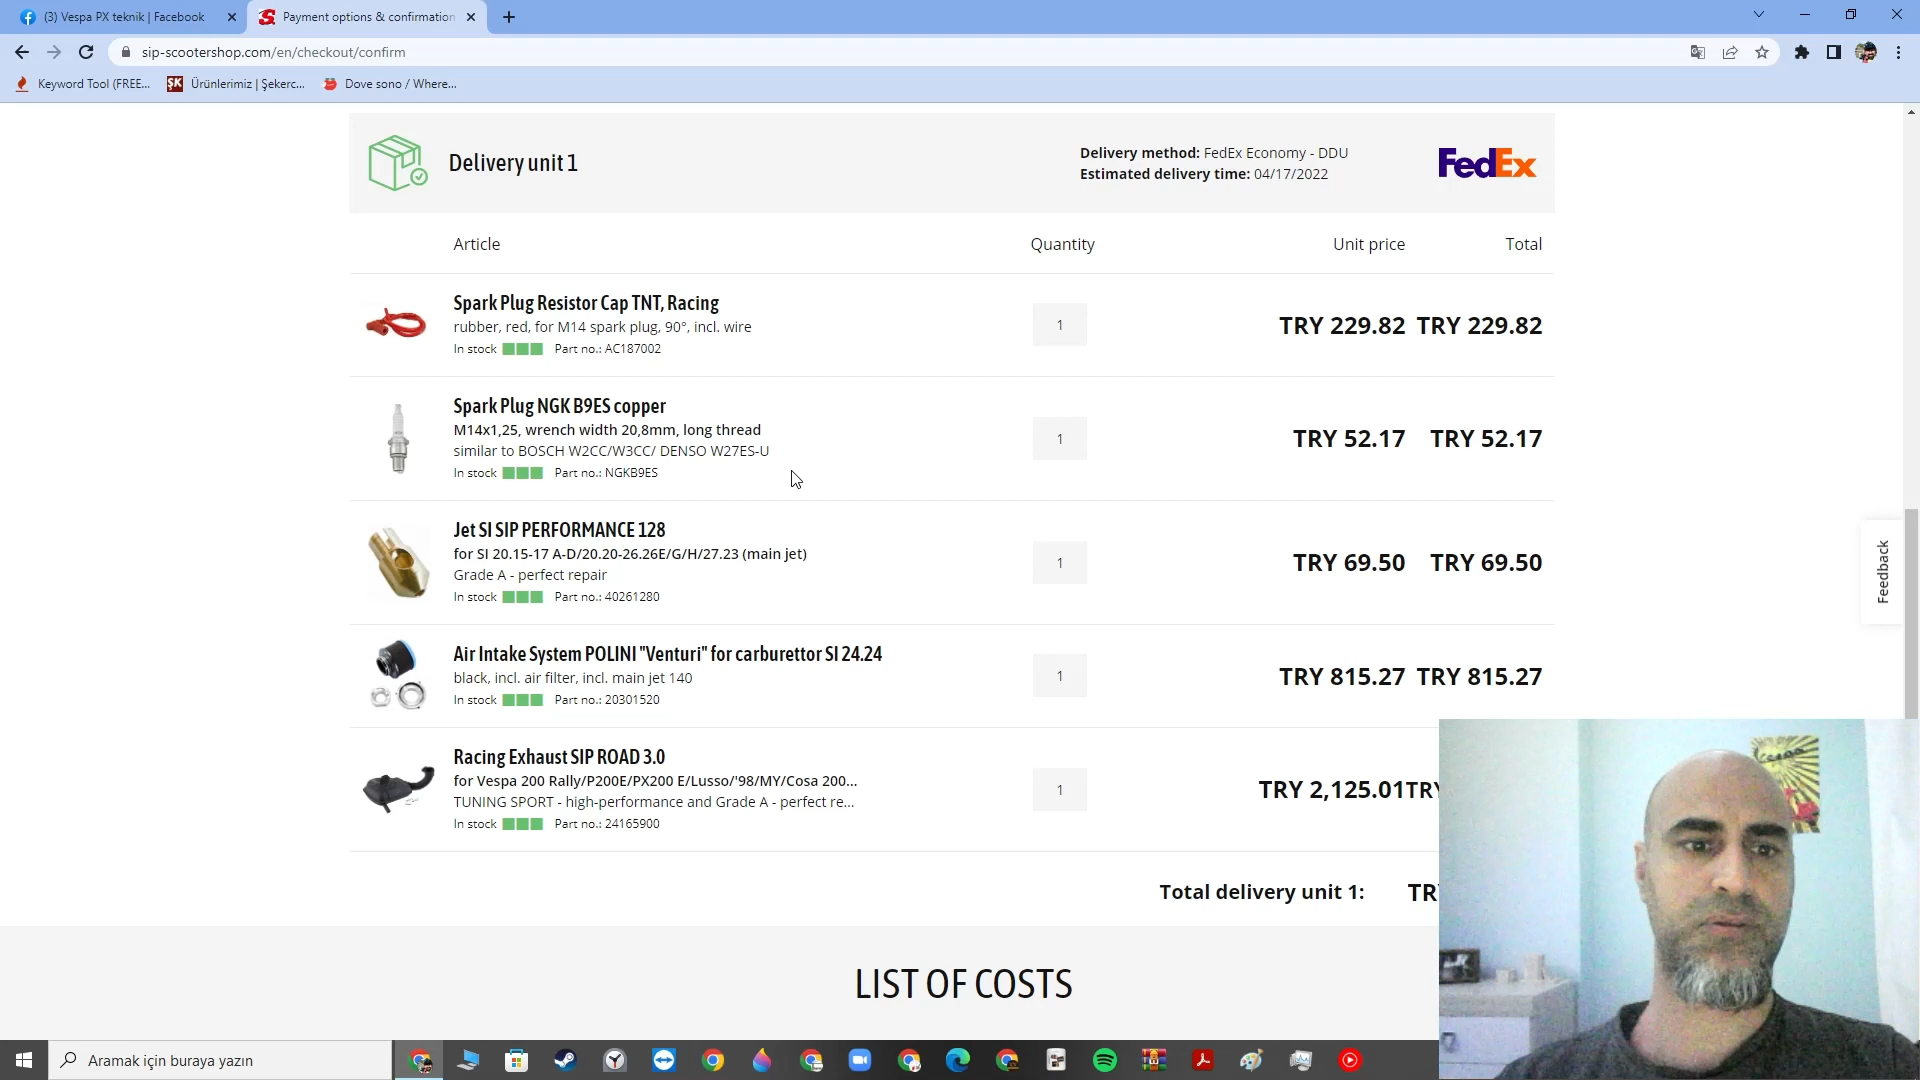 (3) Vespa PX teknik | Facebook
Payment options & confirmation
sip-scootershop.com/en/checkout/confirm
Keyword Tool (FREE...
ŞK
Ürünlerimiz | Şekerc...
Dove sono / Where...
Delivery unit 1
Delivery method: FedEx Economy - DDU
Estimated delivery time: 04/17/2022
FedEx
Article Quantity Unit price Total
Spark Plug Resistor Cap TNT, Racing
rubber, red, for M14 spark plug, 90°, incl. wire
In stock Part no.: AC187002
1 TRY 229.82 TRY 229.82
Spark Plug NGK B9ES copper
M14x1,25, wrench width 20,8mm, long thread
similar to BOSCH W2CC/W3CC/ DENSO W27ES-U
In stock Part no.: NGKB9ES
1 TRY 52.17 TRY 52.17
Jet SI SIP PERFORMANCE 128
for SI 20.15-17 A-D/20.20-26.26E/G/H/27.23 (main jet)
Grade A - perfect repair
In stock Part no.: 40261280
1 TRY 69.50 TRY 69.50
Air Intake System POLINI "Venturi" for carburettor SI 24.24
black, incl. air filter, incl. main jet 140
In stock Part no.: 20301520
1 TRY 815.27 TRY 815.27
Racing Exhaust SIP ROAD 3.0
for Vespa 200 Rally/P200E/PX200 E/Lusso/'98/MY/Cosa 200...
TUNING SPORT - high-performance and Grade A - perfect re...
In stock Part no.: 24165900
1 TRY 2,125.01 TRY
Total delivery unit 1: TR
LIST OF COSTS
Feedback
Aramak için buraya yazın